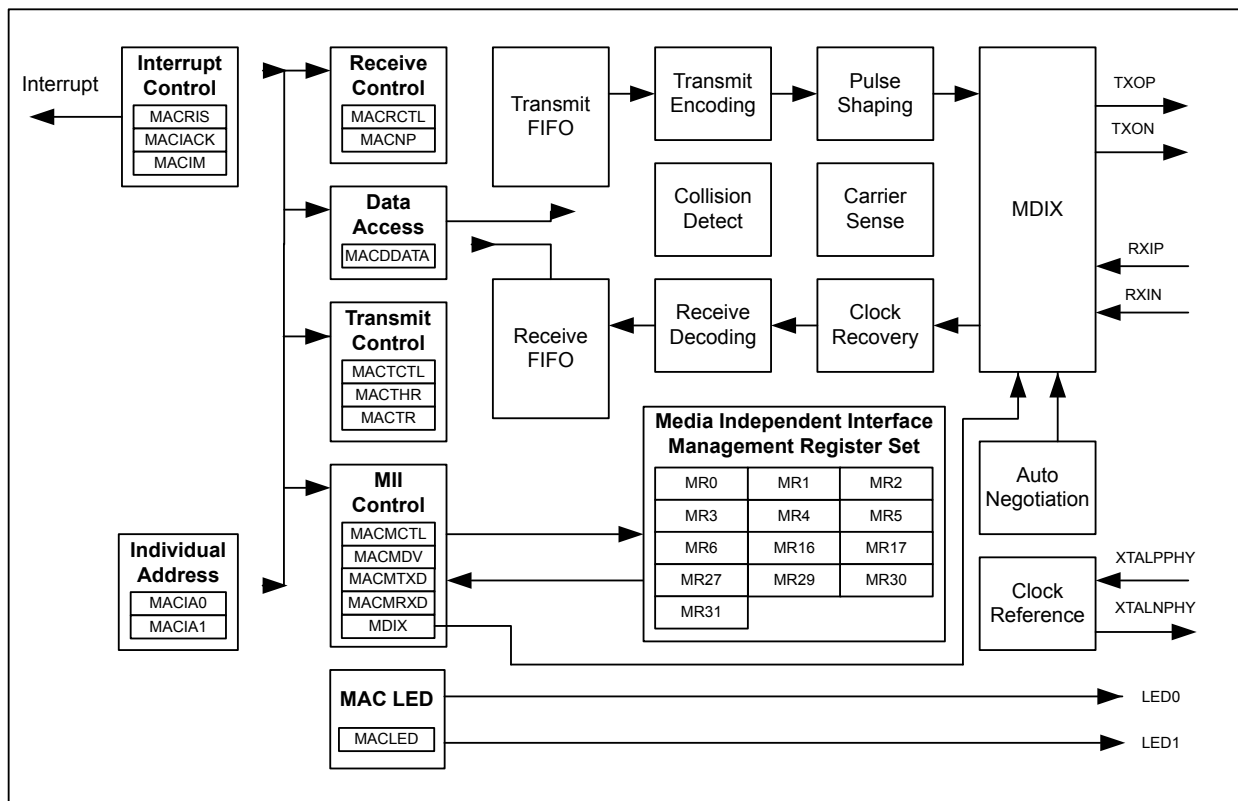 Interrupt
Interrupt
Control
MACRIS
MACIACK
MACIM
Receive
Control
MACRCTL
MACNP
Data
Access
MACDDATA
Transmit
Control
MACTCTL
MACTHR
MACTR
MII
Control
MACMCTL
MACMDV
MACMTXD
MACMRXD
MDIX
Individual
Address
MACIA0
MACIA1
MAC LED
MACLED
Transmit
FIFO
Receive
FIFO
Transmit
Encoding
Pulse
Shaping
Collision
Detect
Carrier
Sense
Receive
Decoding
Clock
Recovery
MDIX
TXOP
TXON
RXIP
RXIN
Media Independent Interface
Management Register Set
MR0 MR1 MR2
MR3 MR4 MR5
MR6 MR16 MR17
MR27 MR29 MR30
MR31
Auto
Negotiation
Clock
Reference
XTALPPHY
XTALNPHY
LED0
LED1